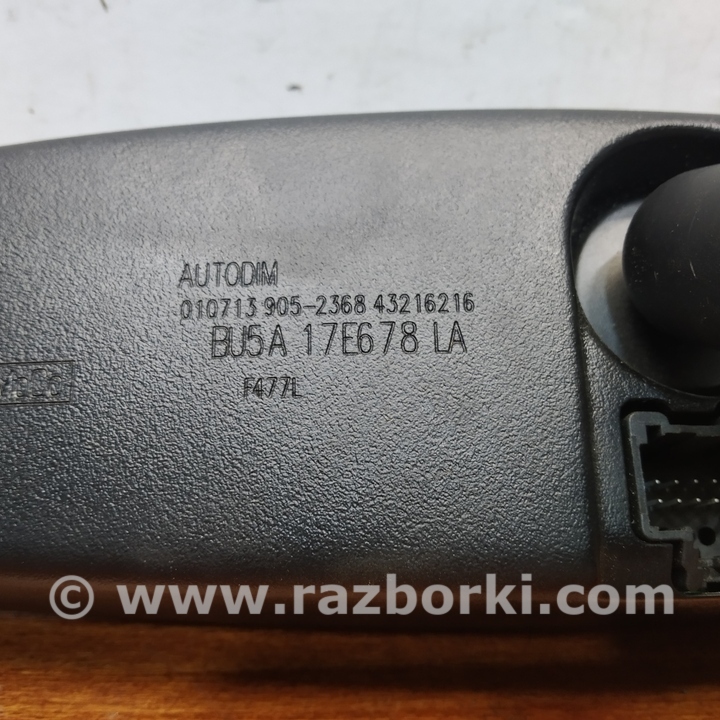 AUTODIM
010713 905-2368 43216216
BU5A 17E678 LA
F477L
© www.razborki.com